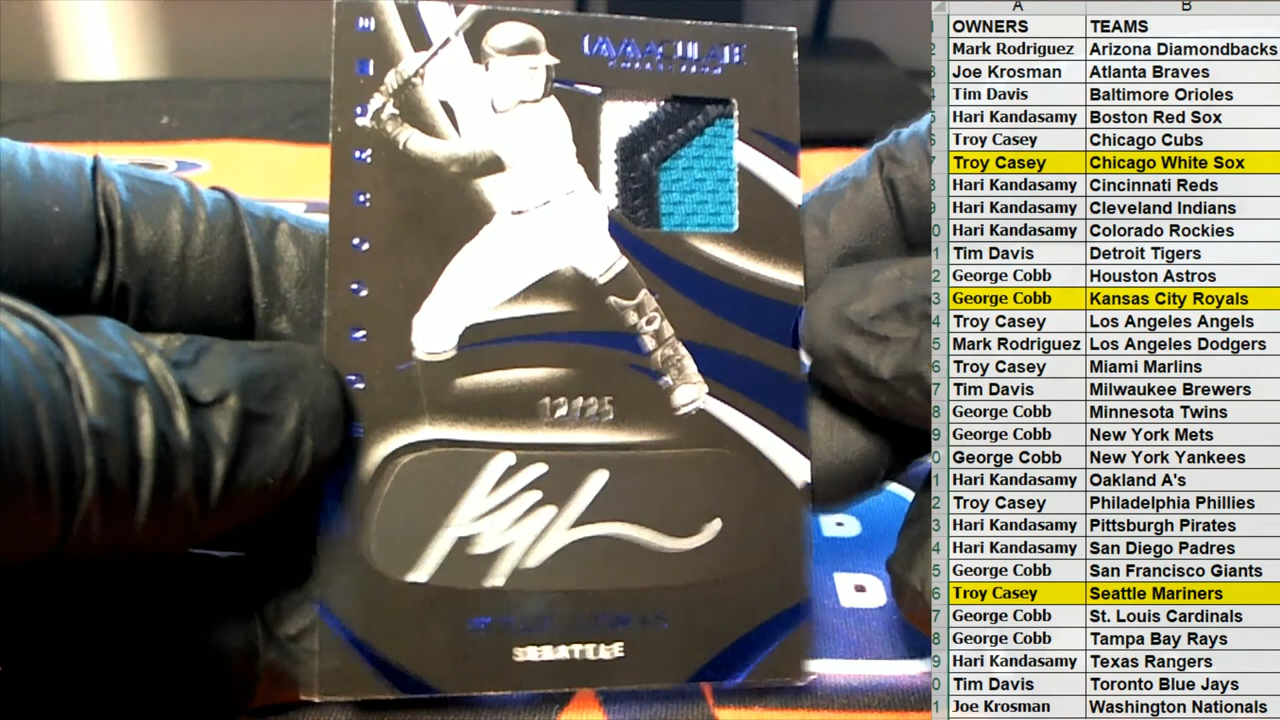 IMMACULATE
COLLECTION
12/25
SEATTLE
A B
OWNERS TEAMS
Mark Rodriguez Arizona Diamondbacks
Joe Krosman Atlanta Braves
Tim Davis Baltimore Orioles
Hari Kandasamy Boston Red Sox
Troy Casey Chicago Cubs
Troy Casey Chicago White Sox
Hari Kandasamy Cincinnati Reds
Hari Kandasamy Cleveland Indians
Hari Kandasamy Colorado Rockies
Tim Davis Detroit Tigers
George Cobb Houston Astros
George Cobb Kansas City Royals
Troy Casey Los Angeles Angels
Mark Rodriguez Los Angeles Dodgers
Troy Casey Miami Marlins
Tim Davis Milwaukee Brewers
George Cobb Minnesota Twins
George Cobb New York Mets
George Cobb New York Yankees
Hari Kandasamy Oakland A's
Troy Casey Philadelphia Phillies
Hari Kandasamy Pittsburgh Pirates
Hari Kandasamy San Diego Padres
George Cobb San Francisco Giants
Troy Casey Seattle Mariners
George Cobb St. Louis Cardinals
George Cobb Tampa Bay Rays
Hari Kandasamy Texas Rangers
Tim Davis Toronto Blue Jays
Joe Krosman Washington Nationals